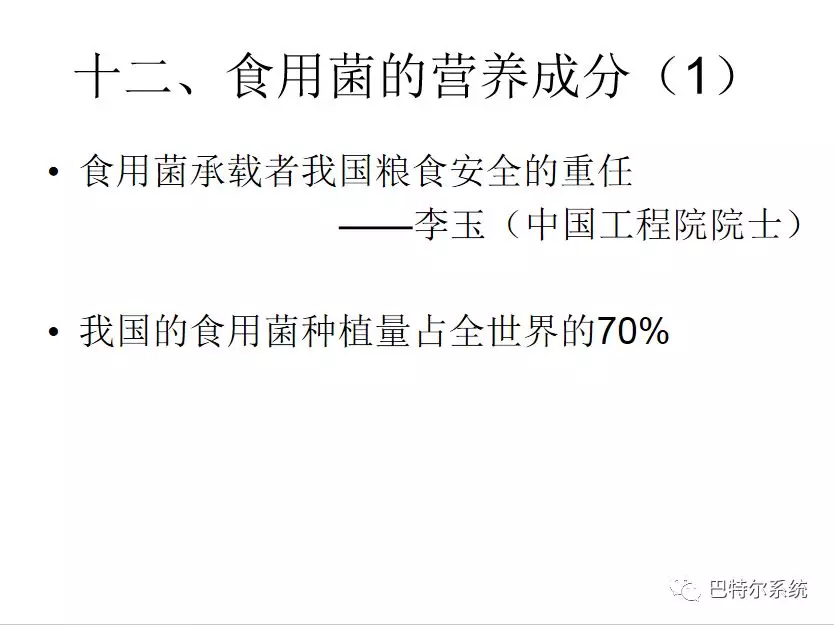 十二、食用菌的营养成分（1）
• 食用菌承载者我国粮食安全的重任
——李玉（中国工程院院士）
• 我国的食用菌种植量占全世界的70%
巴特尔系统